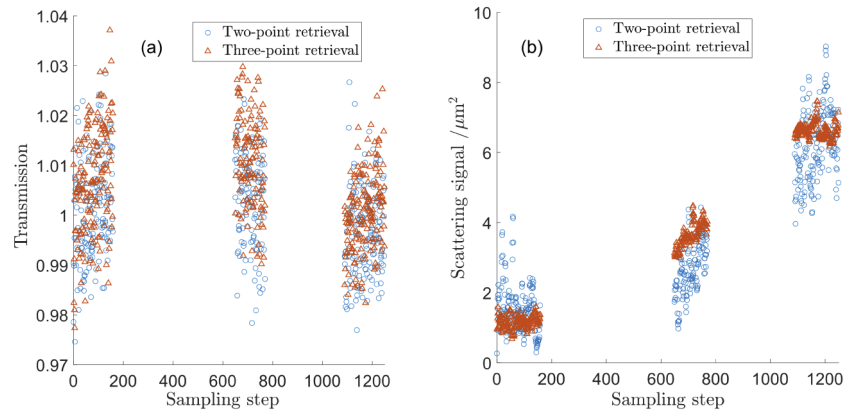 (a)
Two-point retrieval
Three-point retrieval
1.04
1.03
1.02
1.01
1
0.99
0.98
0.97
Transmission
0 200 400 600 800 1000 1200
Sampling step
(b)
Two-point retrieval
Three-point retrieval
10
8
6
4
2
0
Scattering signal /μm²
0 200 400 600 800 1000 1200
Sampling step